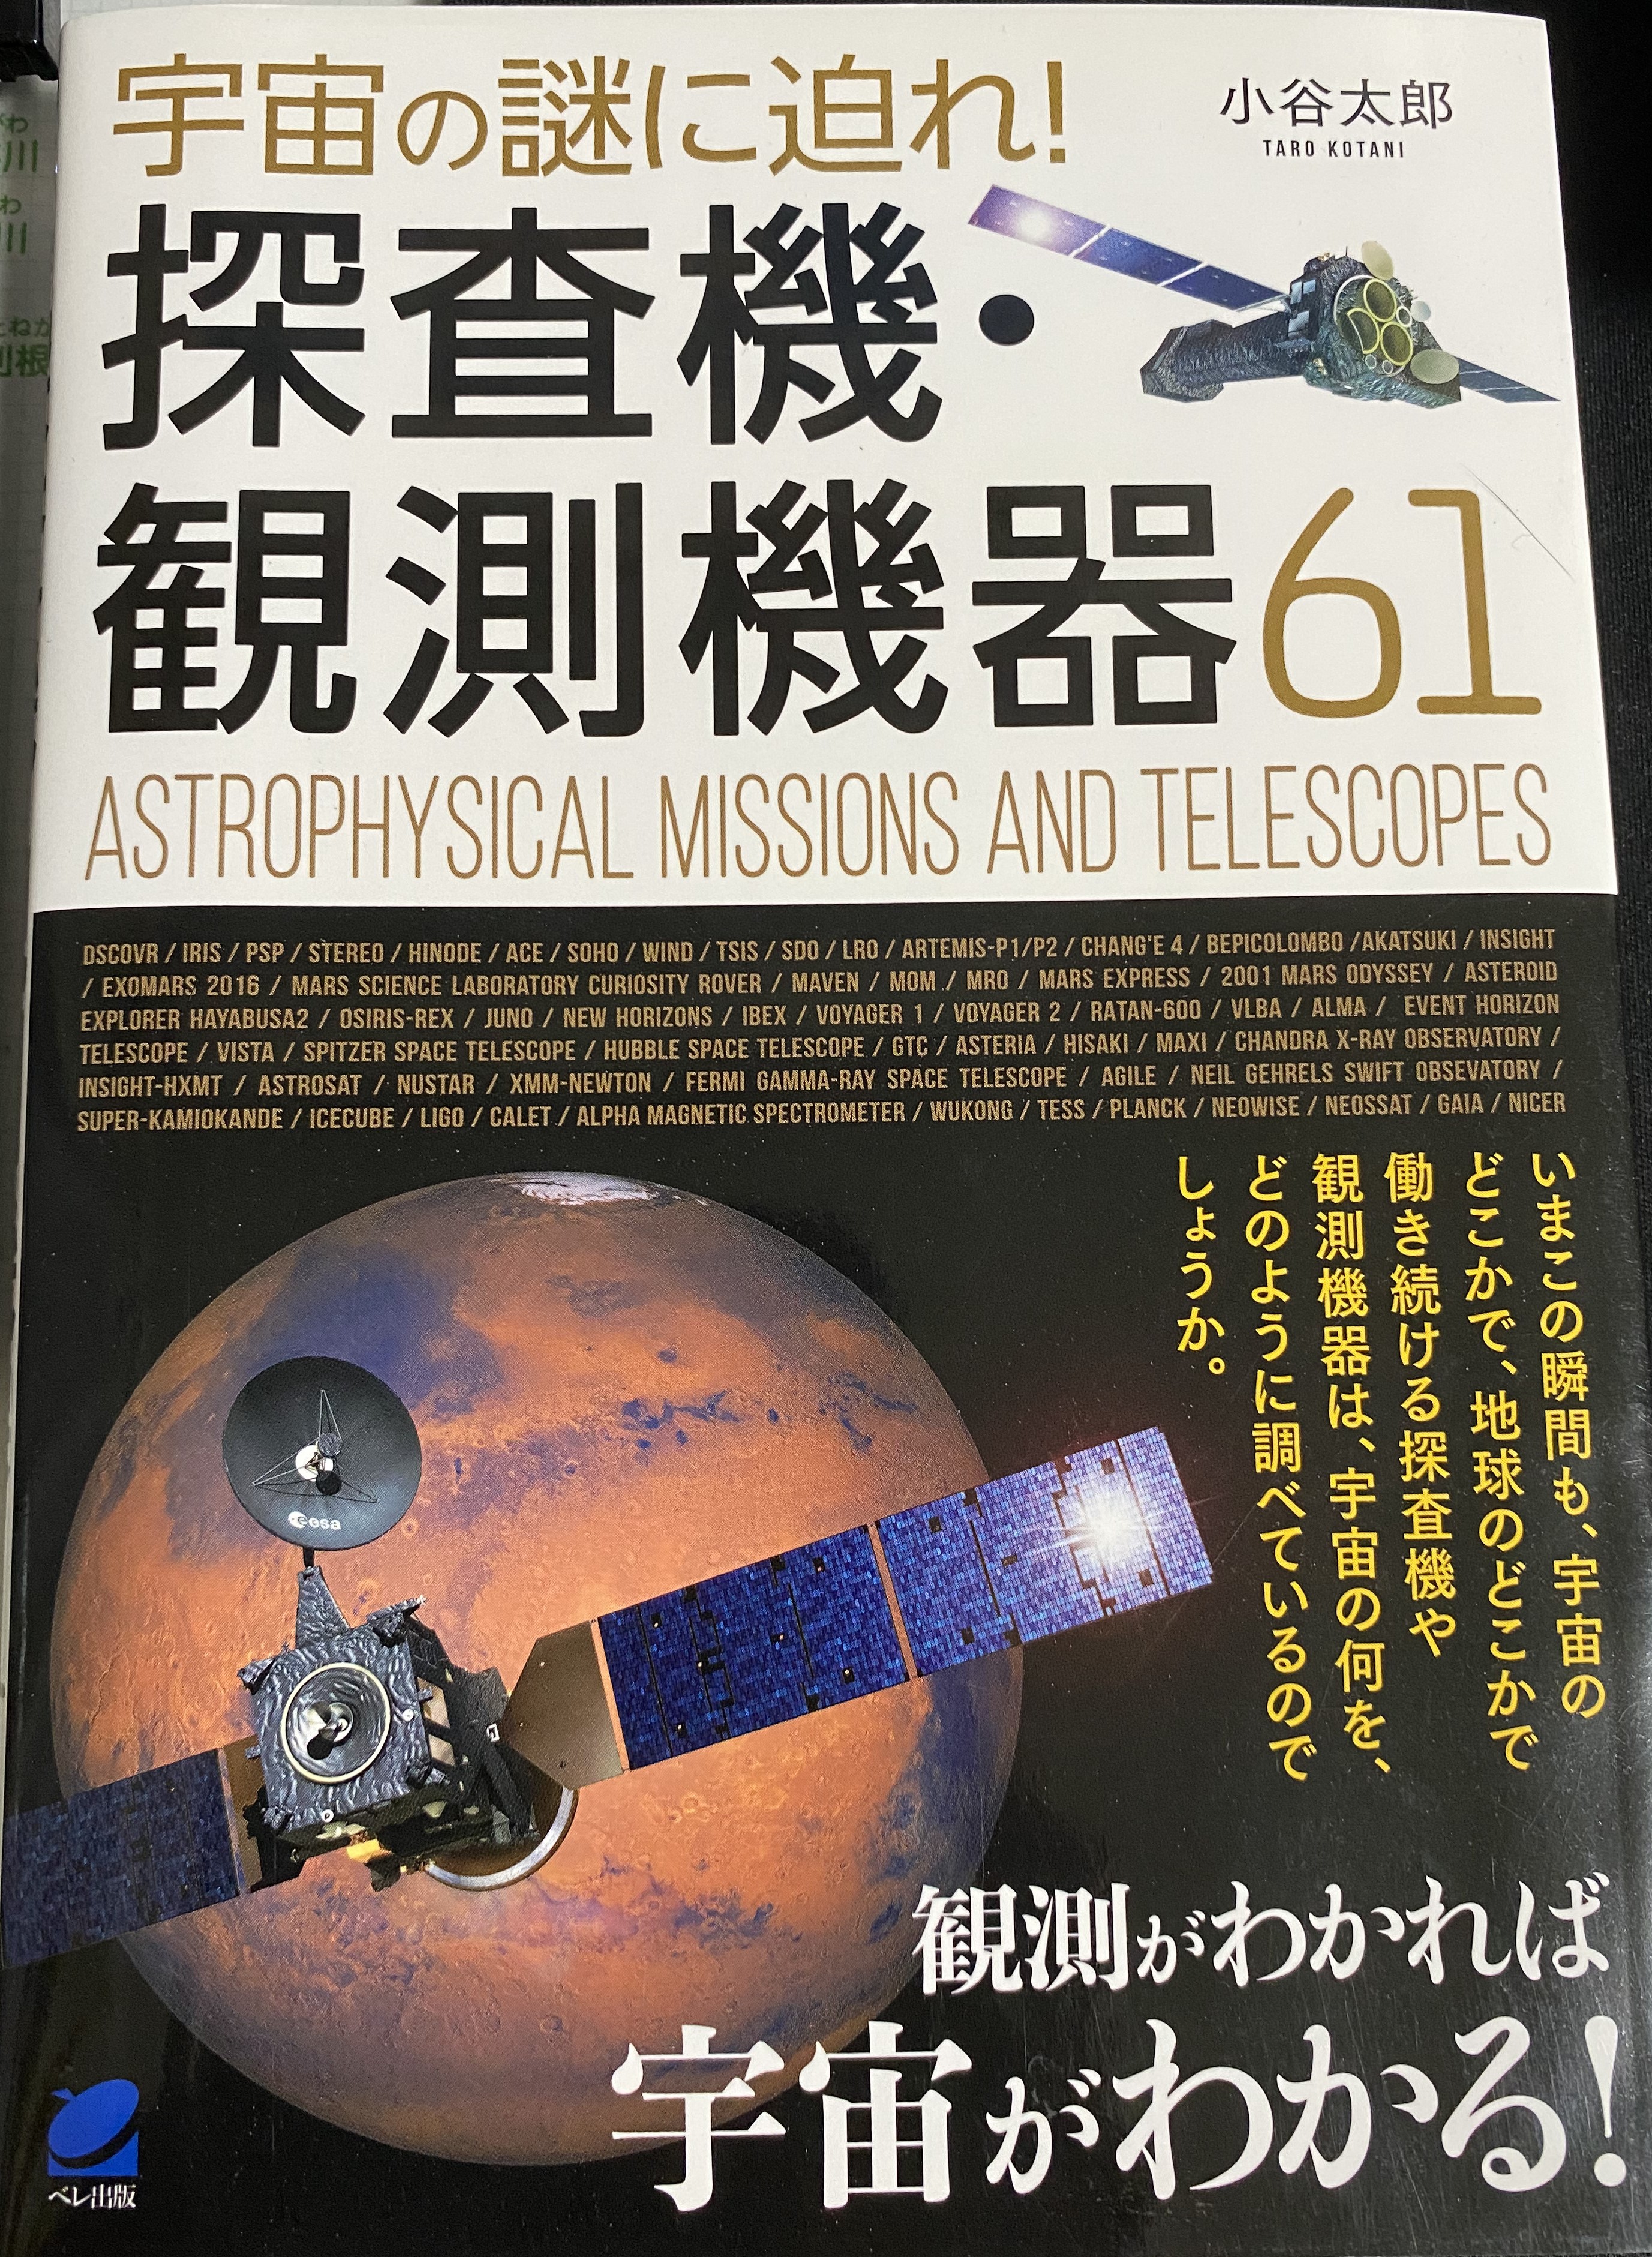 宇宙の謎に迫れ!
小谷太郎
TARO KOTANI
探査機・
観測機器61
ASTROPHYSICAL MISSIONS AND TELESCOPES
DSCOVR / IRIS / PSP / STEREO / HINODE / ACE / SOHO / WIND / TSIS / SDO / LRO / ARTEMIS-P1/P2 / CHANG'E 4 / BEPICOLOMBO /AKATSUKI / INSIGHT
/ EXOMARS 2016 / MARS SCIENCE LABORATORY CURIOSITY ROVER / MAVEN / MOM / MRO / MARS EXPRESS / 2001 MARS ODYSSEY / ASTEROID
EXPLORER HAYABUSA2 / OSIRIS-REX / JUNO / NEW HORIZONS / IBEX / VOYAGER 1 / VOYAGER 2 / RATAN-600 / VLBA / ALMA / EVENT HORIZON
TELESCOPE / VISTA / SPITZER SPACE TELESCOPE / HUBBLE SPACE TELESCOPE / GTC / ASTERIA / HISAKI / MAXI / CHANDRA X-RAY OBSERVATORY /
INSIGHT-HXMT / ASTROSAT / NUSTAR / XMM-NEWTON / FERMI GAMMA-RAY SPACE TELESCOPE / AGILE / NEIL GEHRELS SWIFT OBSEVATORY /
SUPER-KAMIOKANDE / ICECUBE / LIGO / CALET / ALPHA MAGNETIC SPECTROMETER / WUKONG / TESS / PLANCK / NEOWISE / NEOSSAT / GAIA / NICER
いまこの瞬間も、宇宙の
どこかで、地球のどこかで
働き続ける探査機や
観測機器は、宇宙の何を、
どのように調べているので
しょうか。
esa
観測がわかれば
宇宙がわかる!
ベレ出版